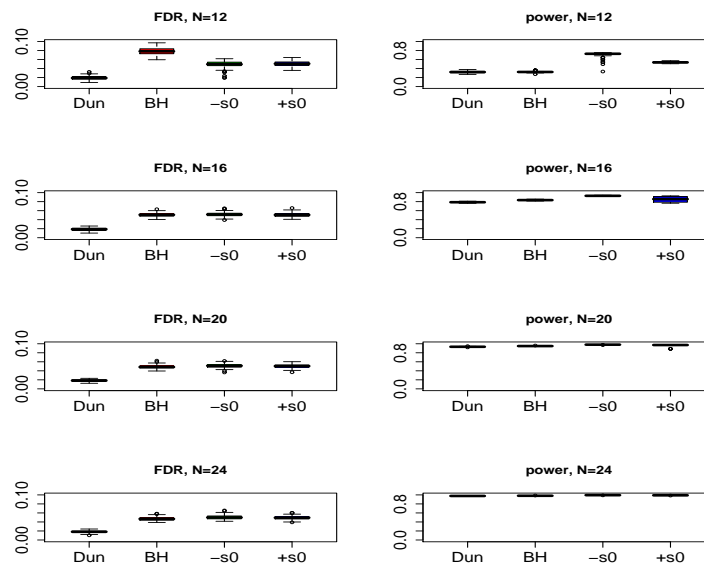 FDR, N=12
0.00 0.10
Dun BH −s0 +s0
power, N=12
0.0 0.8
Dun BH −s0 +s0
FDR, N=16
0.00 0.10
Dun BH −s0 +s0
power, N=16
0.0 0.8
Dun BH −s0 +s0
FDR, N=20
0.00 0.10
Dun BH −s0 +s0
power, N=20
0.0 0.8
Dun BH −s0 +s0
FDR, N=24
0.00 0.10
Dun BH −s0 +s0
power, N=24
0.0 0.8
Dun BH −s0 +s0